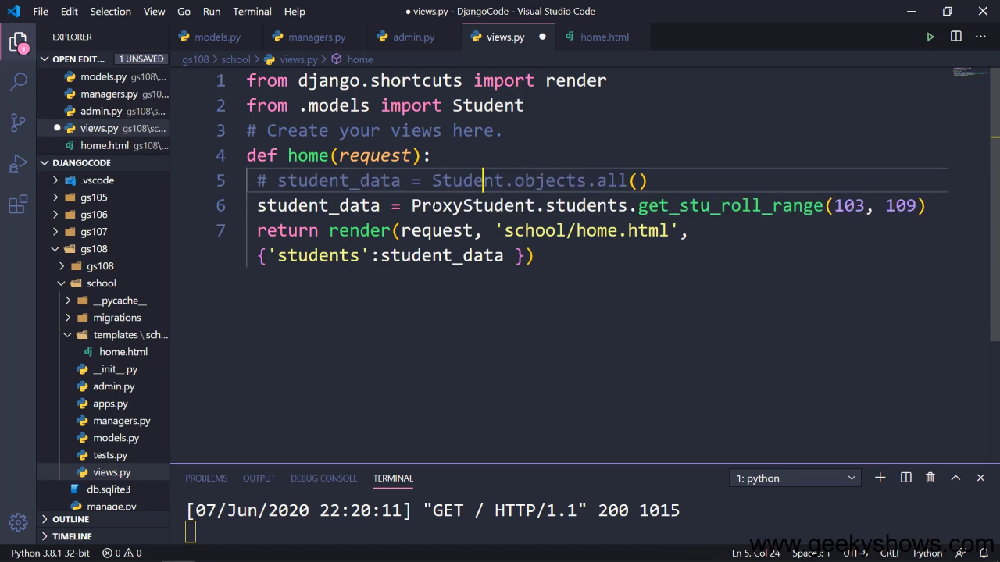 File Edit Selection View Go Run Terminal Help
● views.py - DjangoCode - Visual Studio Code
EXPLORER
models.py managers.py admin.py views.py home.html
OPEN EDIT... 1 UNSAVED
gs108 > school > views.py > home
models.py gs108\...
managers.py gs10...
admin.py gs108\s...
views.py gs108\sc...
home.html gs108\...
DJANGOCODE
.vscode
gs105
gs106
gs107
gs108
gs108
school
__pycache__
migrations
templates \ sch...
home.html
__init__.py
admin.py
apps.py
managers.py
models.py
tests.py
views.py
db.sqlite3
manage.py
OUTLINE
TIMELINE
1 from django.shortcuts import render
2 from .models import Student
3 # Create your views here.
4 def home(request):
5 # student_data = Student.objects.all()
6 student_data = ProxyStudent.students.get_stu_roll_range(103, 109)
7 return render(request, 'school/home.html',
{'students':student_data })
PROBLEMS OUTPUT DEBUG CONSOLE TERMINAL 1: python
[07/Jun/2020 22:20:11] "GET / HTTP/1.1" 200 1015
www.geekyshows.com
Python 3.8.1 32-bit 0 0 Ln 5, Col 24 Spaces: 1 UTF-8 CRLF Python